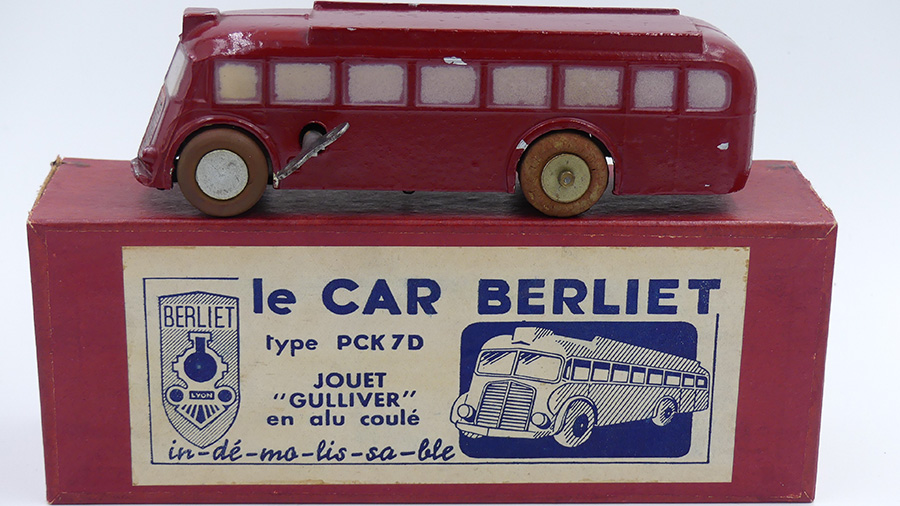 le CAR BERLIET
BERLIET
LYON
type PCK 7D
JOUET
"GULLIVER"
en alu coulé
in-dé-mo-lis-sa-ble